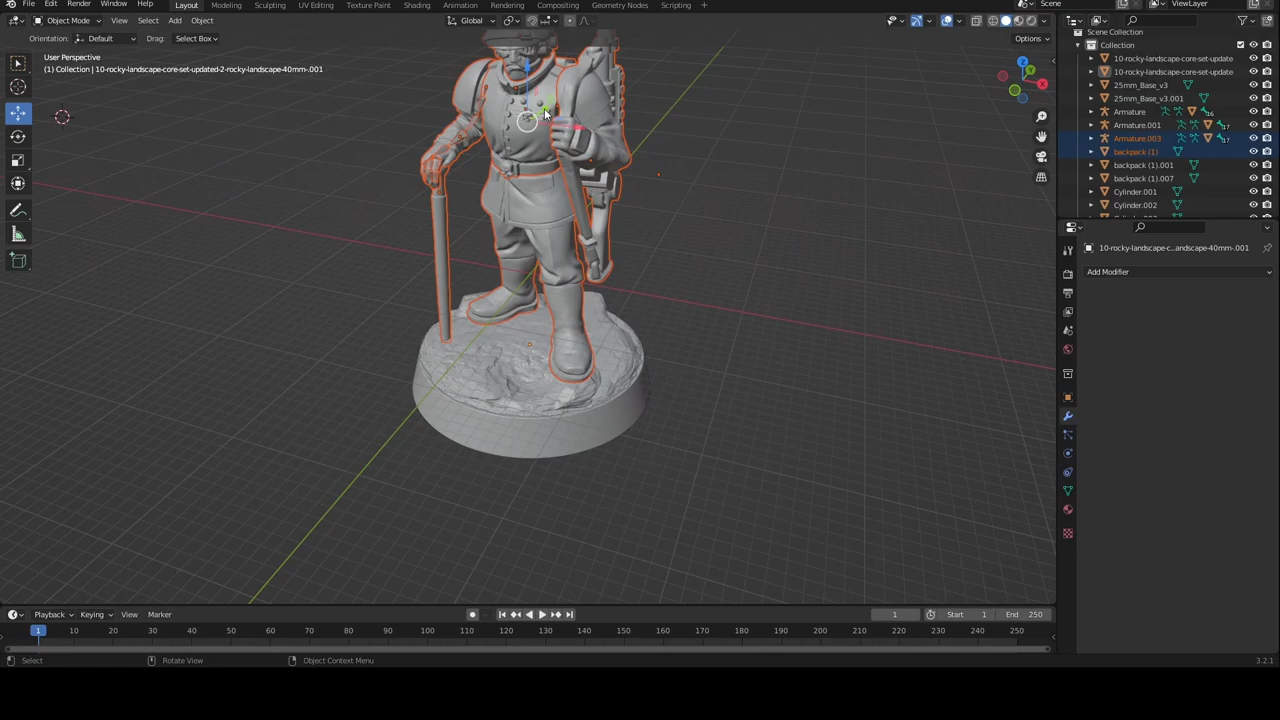 File Edit Render Window Help Layout Modeling Sculpting UV Editing Texture Paint Shading Animation Rendering Compositing Geometry Nodes Scripting + Scene ViewLayer
Object Mode View Select Add Object Global
Orientation: Default Drag: Select Box Options
User Perspective
(1) Collection | 10-rocky-landscape-core-set-updated-2-rocky-landscape-40mm-.001
Z
Y
X
Scene Collection
Collection
10-rocky-landscape-core-set-update
10-rocky-landscape-core-set-update
25mm_Base_v3
25mm_Base_v3.001
Armature 16
Armature.001 17
Armature.003 17
backpack (1)
backpack (1).001
backpack (1).007
Cylinder.001
Cylinder.002
10-rocky-landscape-c...andscape-40mm-.001
Add Modifier
Playback Keying View Marker 1 Start 1 End 250
1 10 20 30 40 50 60 70 80 90 100 110 120 130 140 150 160 170 180 190 200 210 220 230 240 250
Select Rotate View Object Context Menu 3.2.1